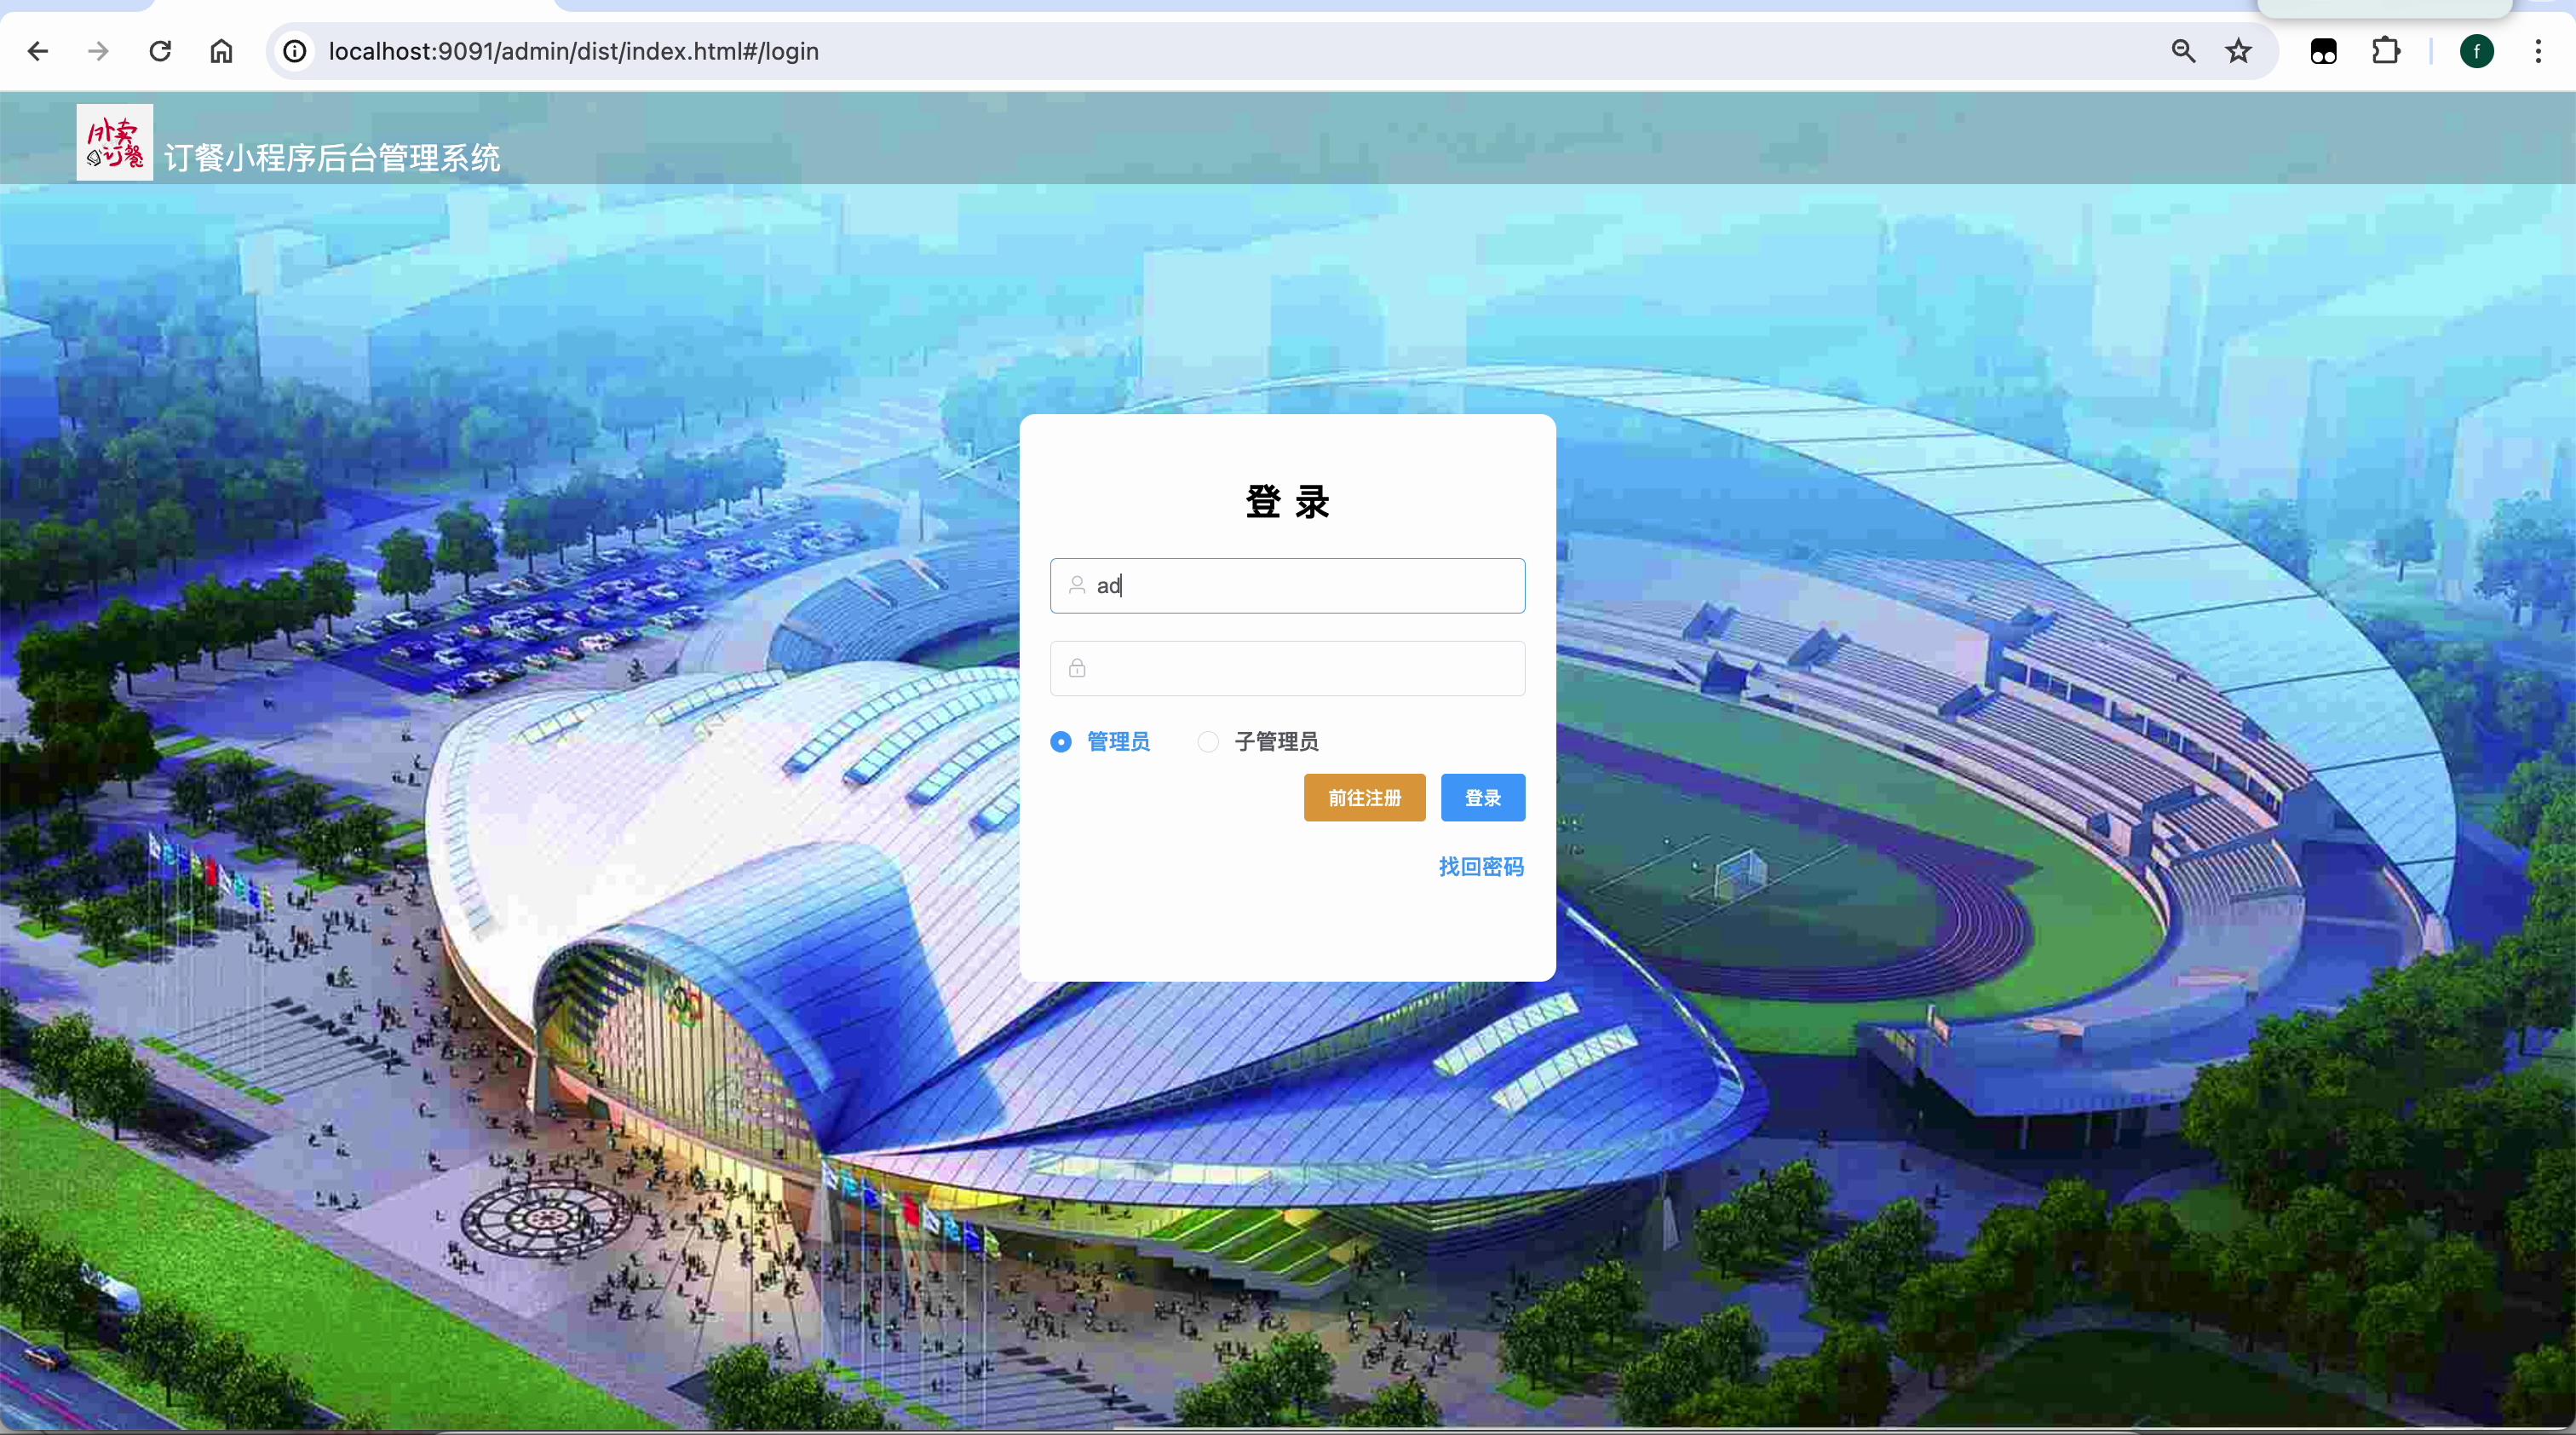 localhost:9091/admin/dist/index.html#/login
f
外卖
订餐
订餐小程序后台管理系统
登 录
ad
管理员 子管理员
前往注册 登录
找回密码